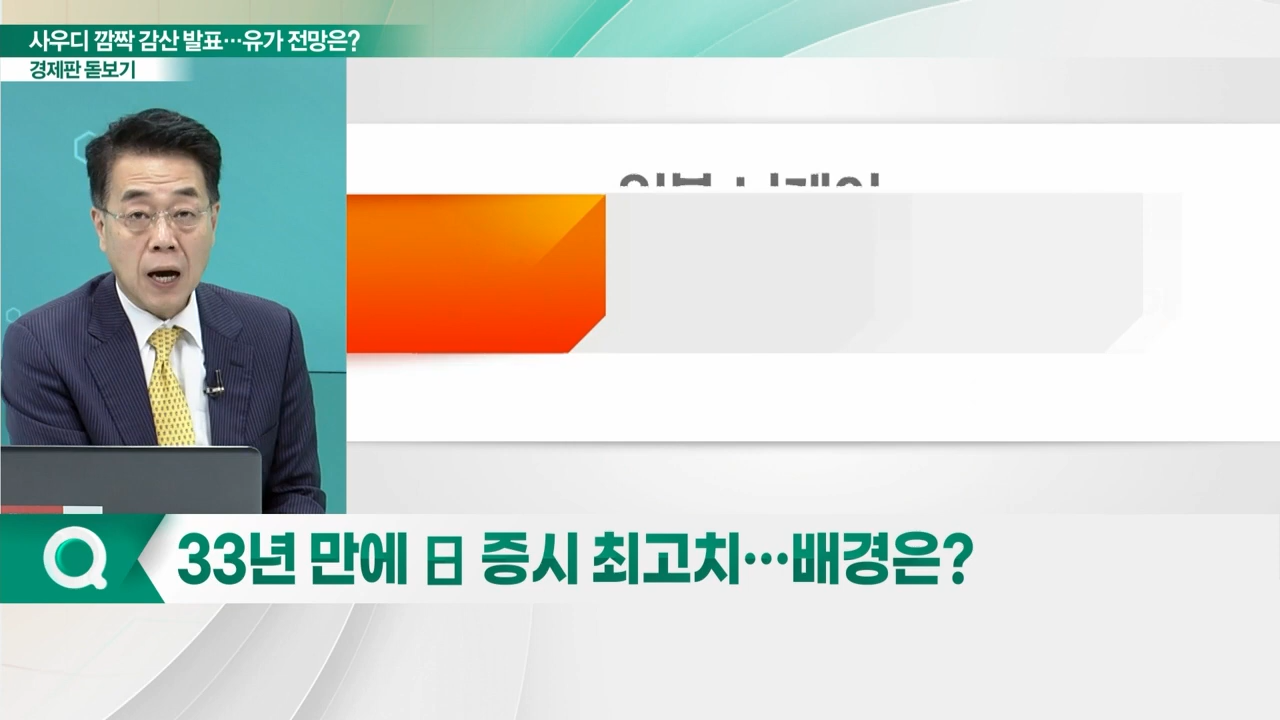 사우디 깜짝 감산 발표…유가 전망은?
경제판 돋보기
33년 만에 日 증시 최고치…배경은?